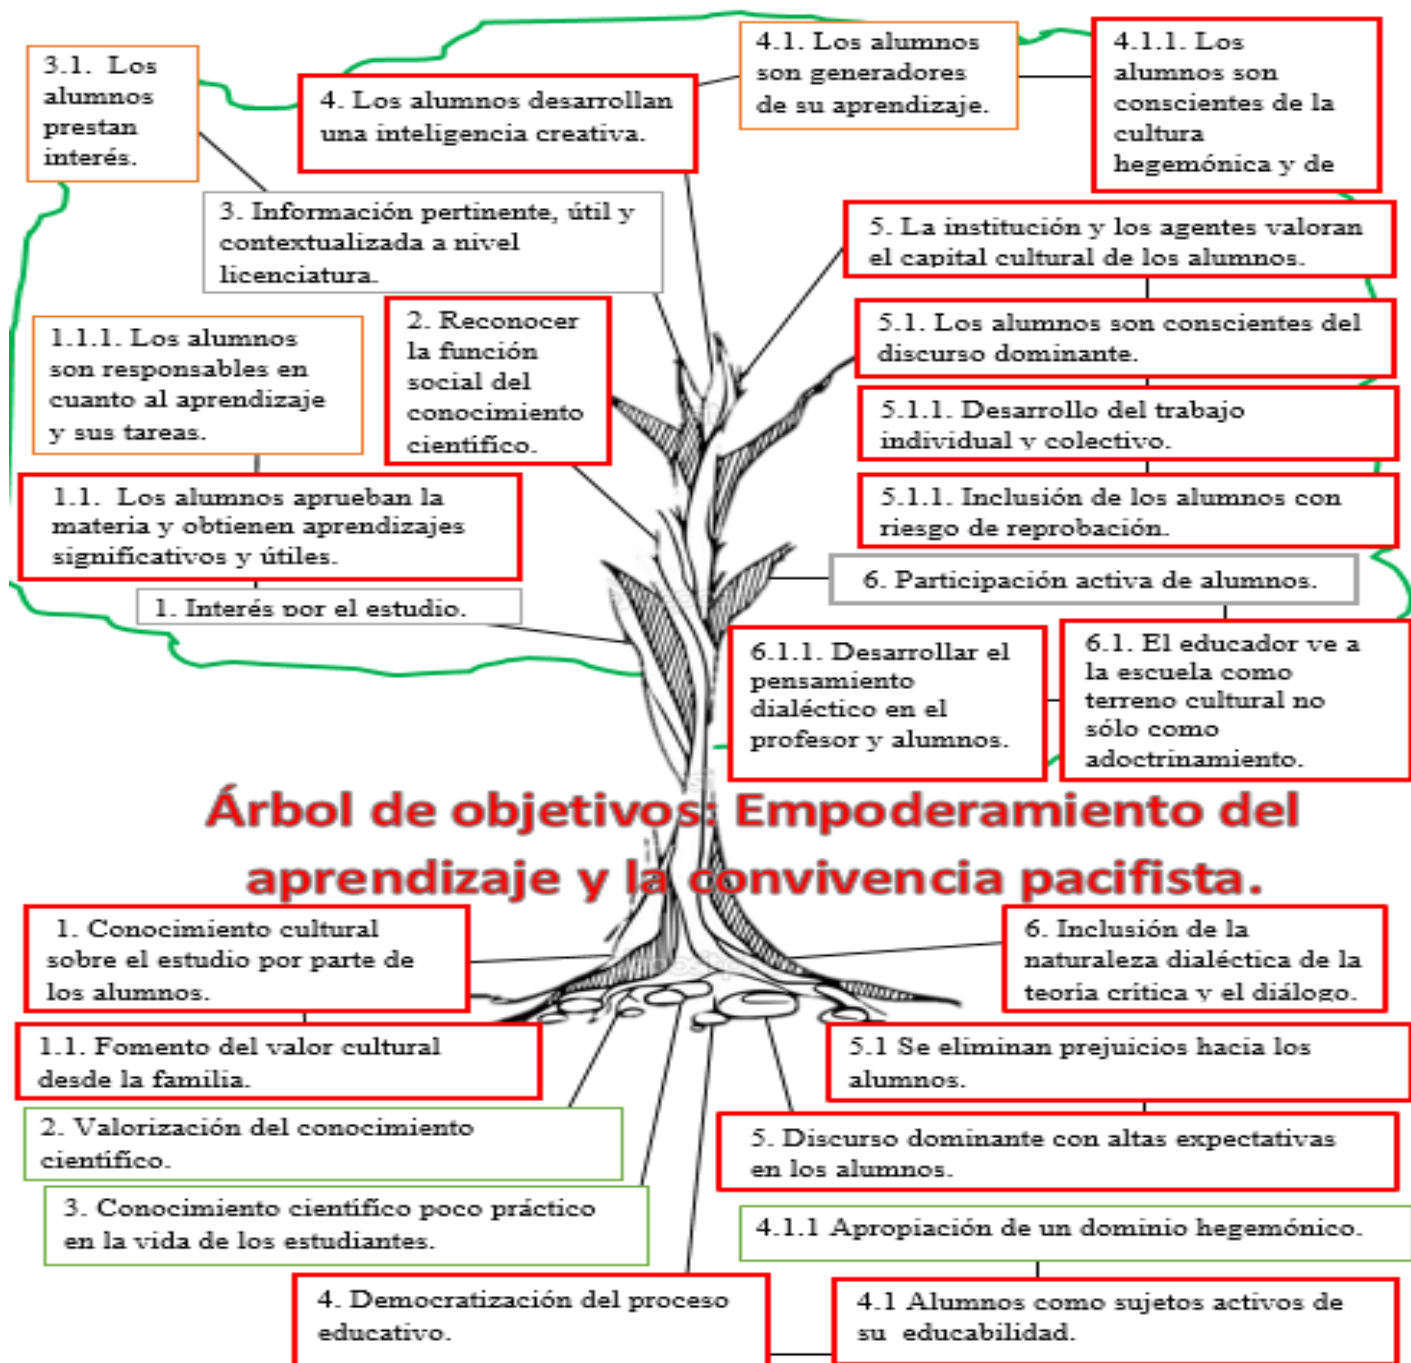 3.1. Los
alumnos
prestan
interés.
4. Los alumnos desarrollan
una inteligencia creativa.
4.1. Los alumnos
son generadores
de su aprendizaje.
4.1.1. Los
alumnos son
conscientes de la
cultura
hegemónica y de
3. Información pertinente, útil y
contextualizada a nivel
licenciatura.
5. La institución y los agentes valoran
el capital cultural de los alumnos.
1.1.1. Los alumnos
son responsables en
cuanto al aprendizaje
y sus tareas.
2. Reconocer
la función
social del
conocimiento
científico.
5.1. Los alumnos son conscientes del
discurso dominante.
5.1.1. Desarrollo del trabajo
individual y colectivo.
1.1. Los alumnos aprueban la
materia y obtienen aprendizajes
significativos y útiles.
5.1.1. Inclusión de los alumnos con
riesgo de reprobación.
1. Interés por el estudio.
6. Participación activa de alumnos.
6.1.1. Desarrollar el
pensamiento
dialéctico en el
profesor y alumnos.
6.1. El educador ve a
la escuela como
terreno cultural no
sólo como
adoctrinamiento.
Árbol de objetivos: Empoderamiento del
aprendizaje y la convivencia pacifista.
1. Conocimiento cultural
sobre el estudio por parte de
los alumnos.
6. Inclusión de la
naturaleza dialéctica de la
teoría crítica y el diálogo.
1.1. Fomento del valor cultural
desde la familia.
5.1 Se eliminan prejuicios hacia los
alumnos.
2. Valorización del conocimiento
científico.
5. Discurso dominante con altas expectativas
en los alumnos.
3. Conocimiento científico poco práctico
en la vida de los estudiantes.
4.1.1 Apropiación de un dominio hegemónico.
4. Democratización del proceso
educativo.
4.1 Alumnos como sujetos activos de
su educabilidad.